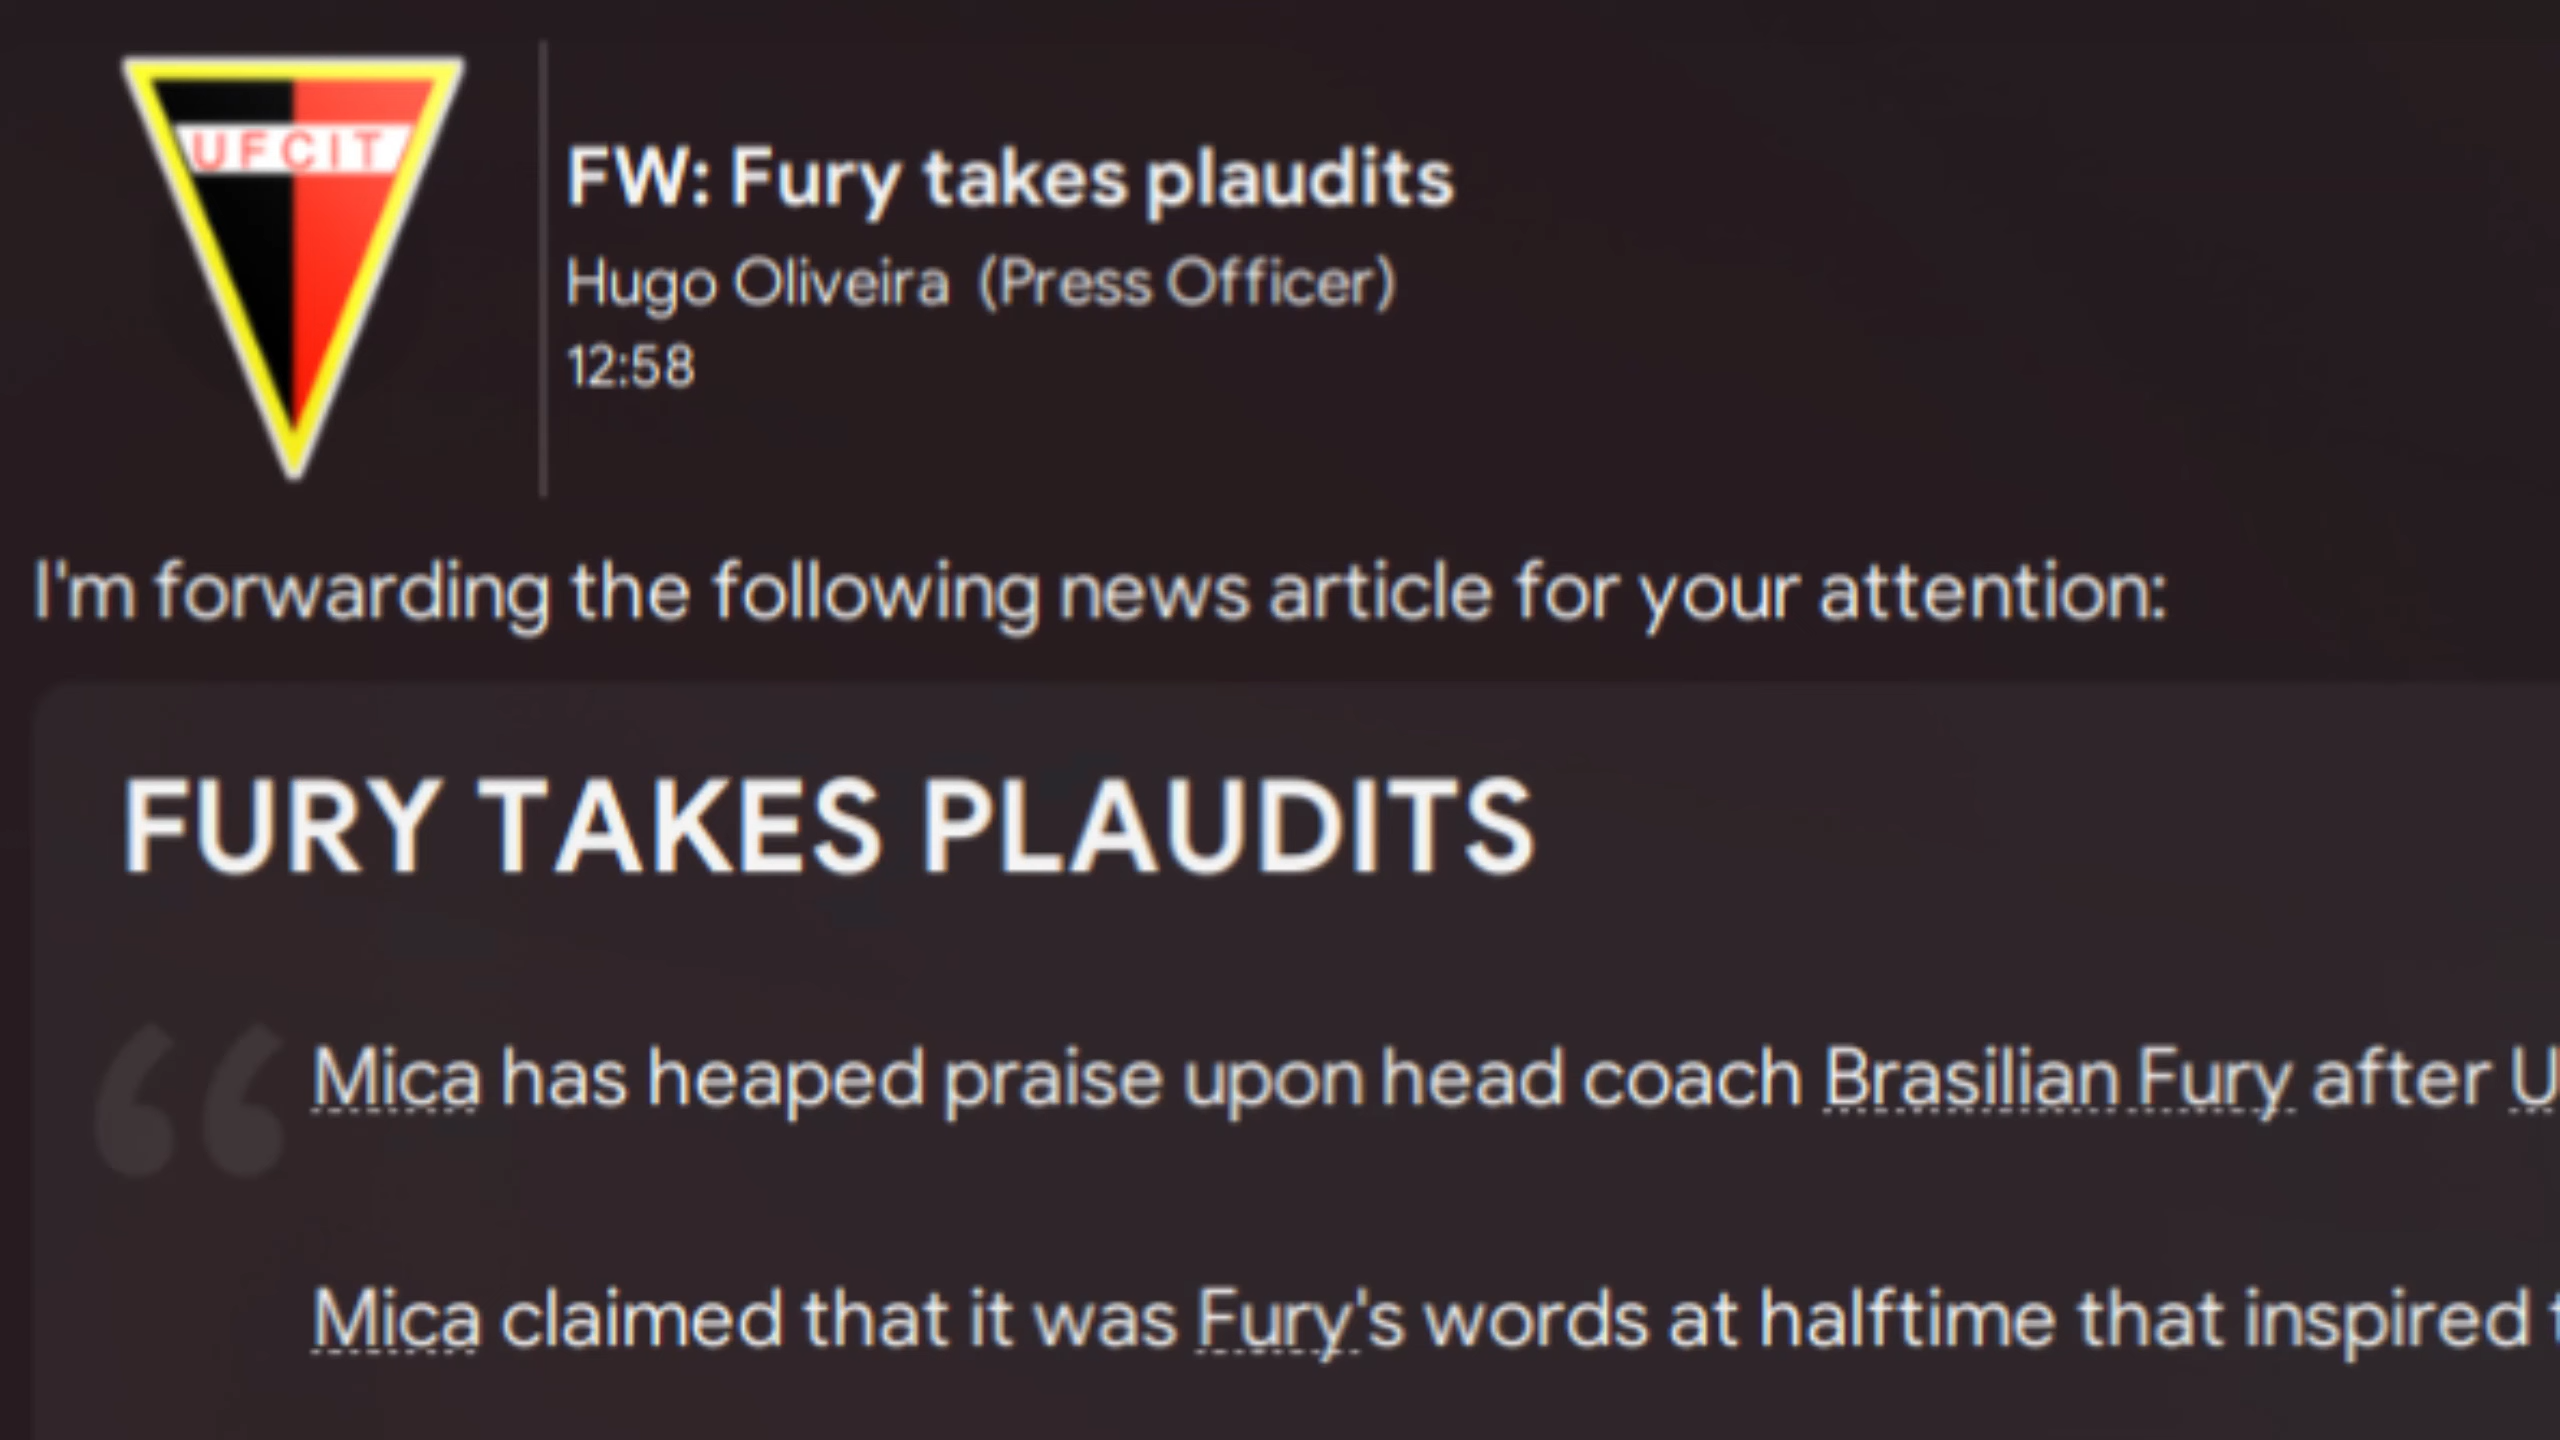 UFCIT
FW: Fury takes plaudits
Hugo Oliveira (Press Officer)
12:58
I'm forwarding the following news article for your attention:
FURY TAKES PLAUDITS
Mica has heaped praise upon head coach Brasilian Fury after U
Mica claimed that it was Fury's words at halftime that inspired t